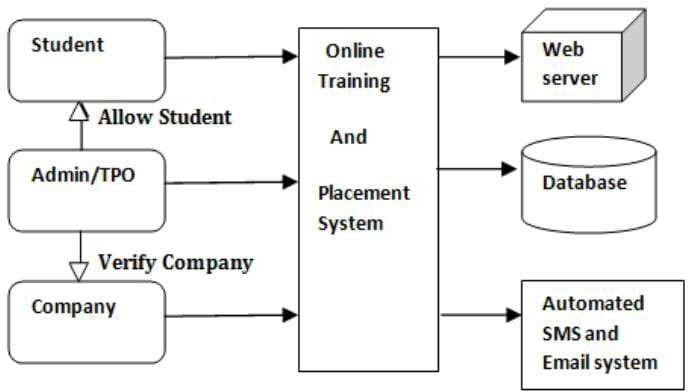 Student
Allow Student
Admin/TPO
Verify Company
Company
Online
Training
And
Placement
System
Web
server
Database
Automated
SMS and
Email system